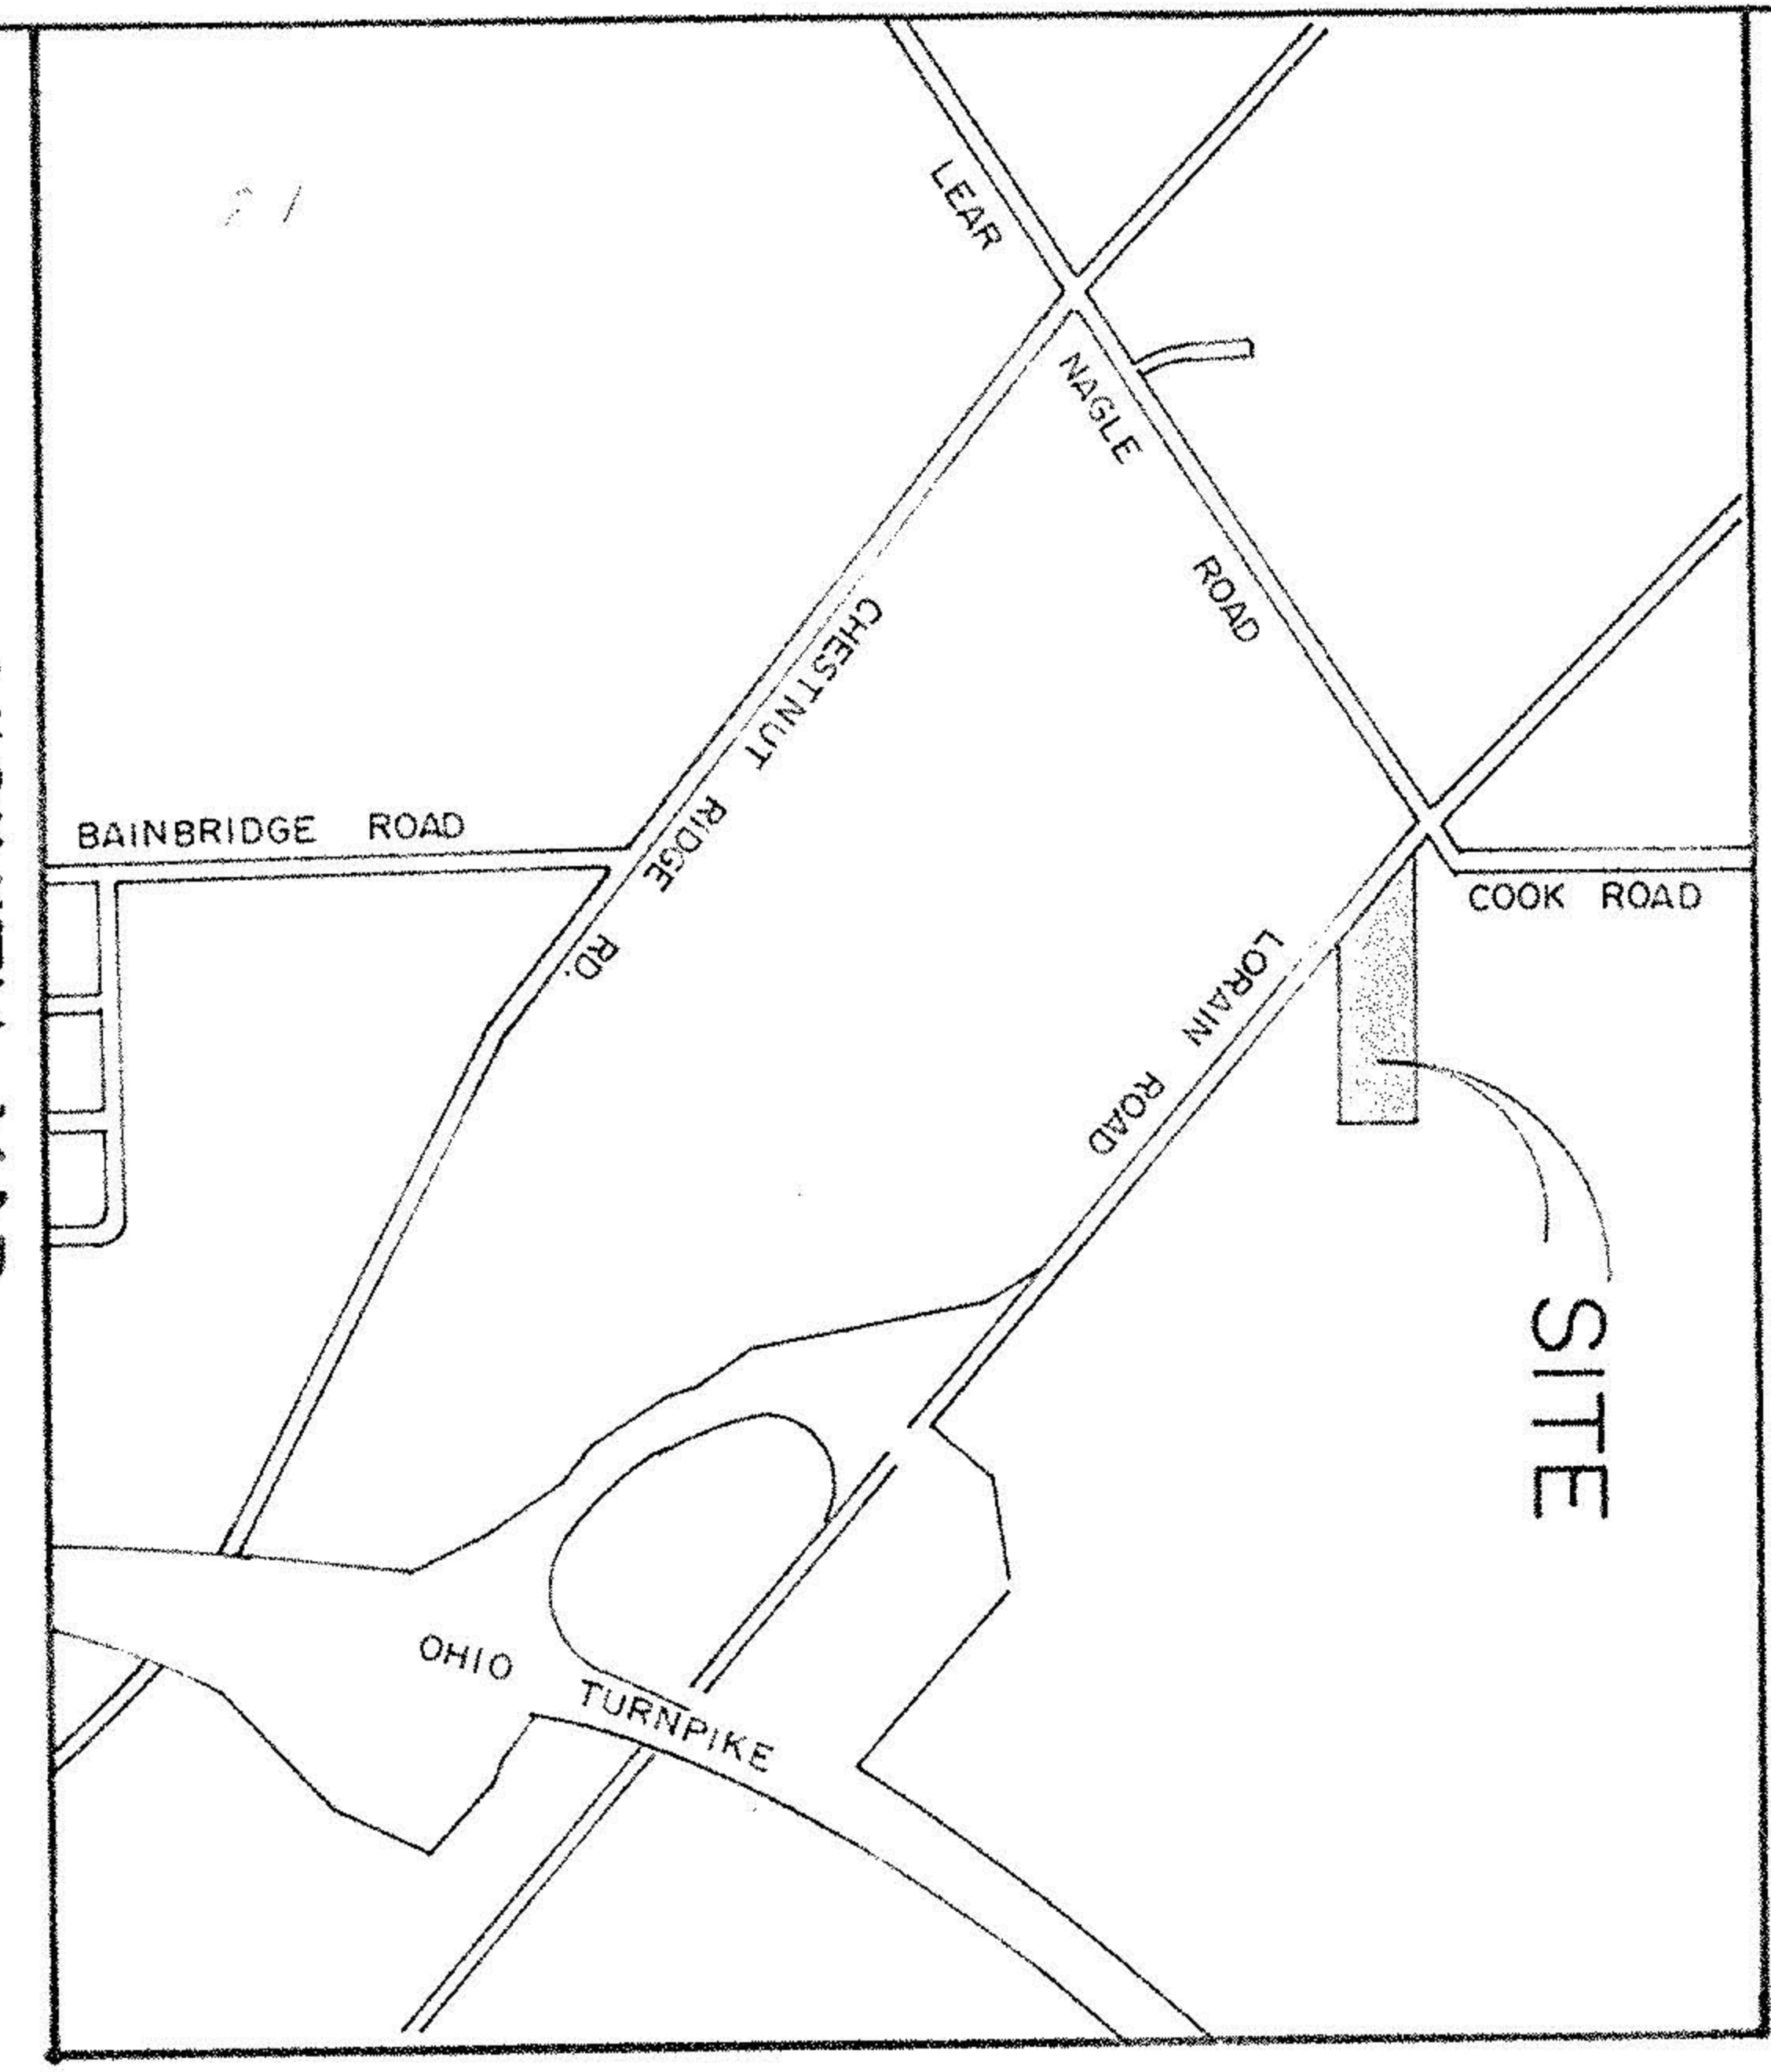 LEAR
NAGLE
ROAD
CHESTNUT RIDGE RD.
BAINBRIDGE ROAD
COOK ROAD
LORAIN ROAD
SITE
OHIO TURNPIKE